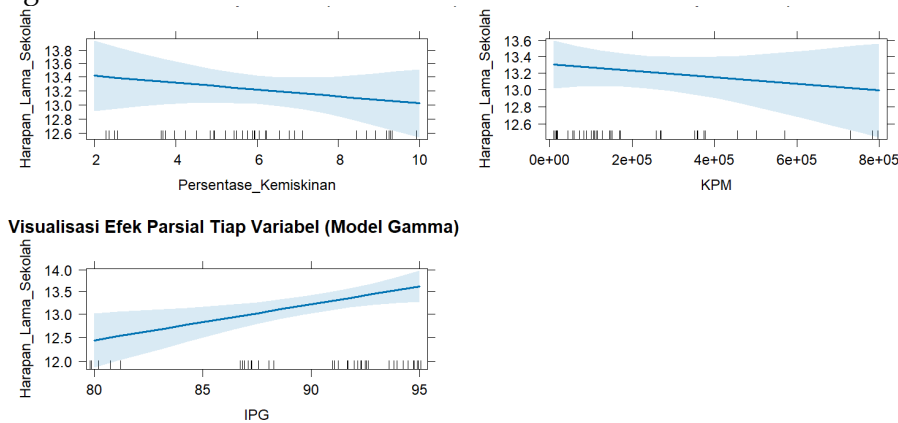 Harapan_Lama_Sekolah
13.8
13.6
13.4
13.2
13.0
12.8
12.6
2 4 6 8 10
Persentase_Kemiskinan
Harapan_Lama_Sekolah
13.6
13.4
13.2
13.0
12.8
12.6
0e+00 2e+05 4e+05 6e+05 8e+05
KPM
Visualisasi Efek Parsial Tiap Variabel (Model Gamma)
Harapan_Lama_Sekolah
14.0
13.5
13.0
12.5
12.0
80 85 90 95
IPG